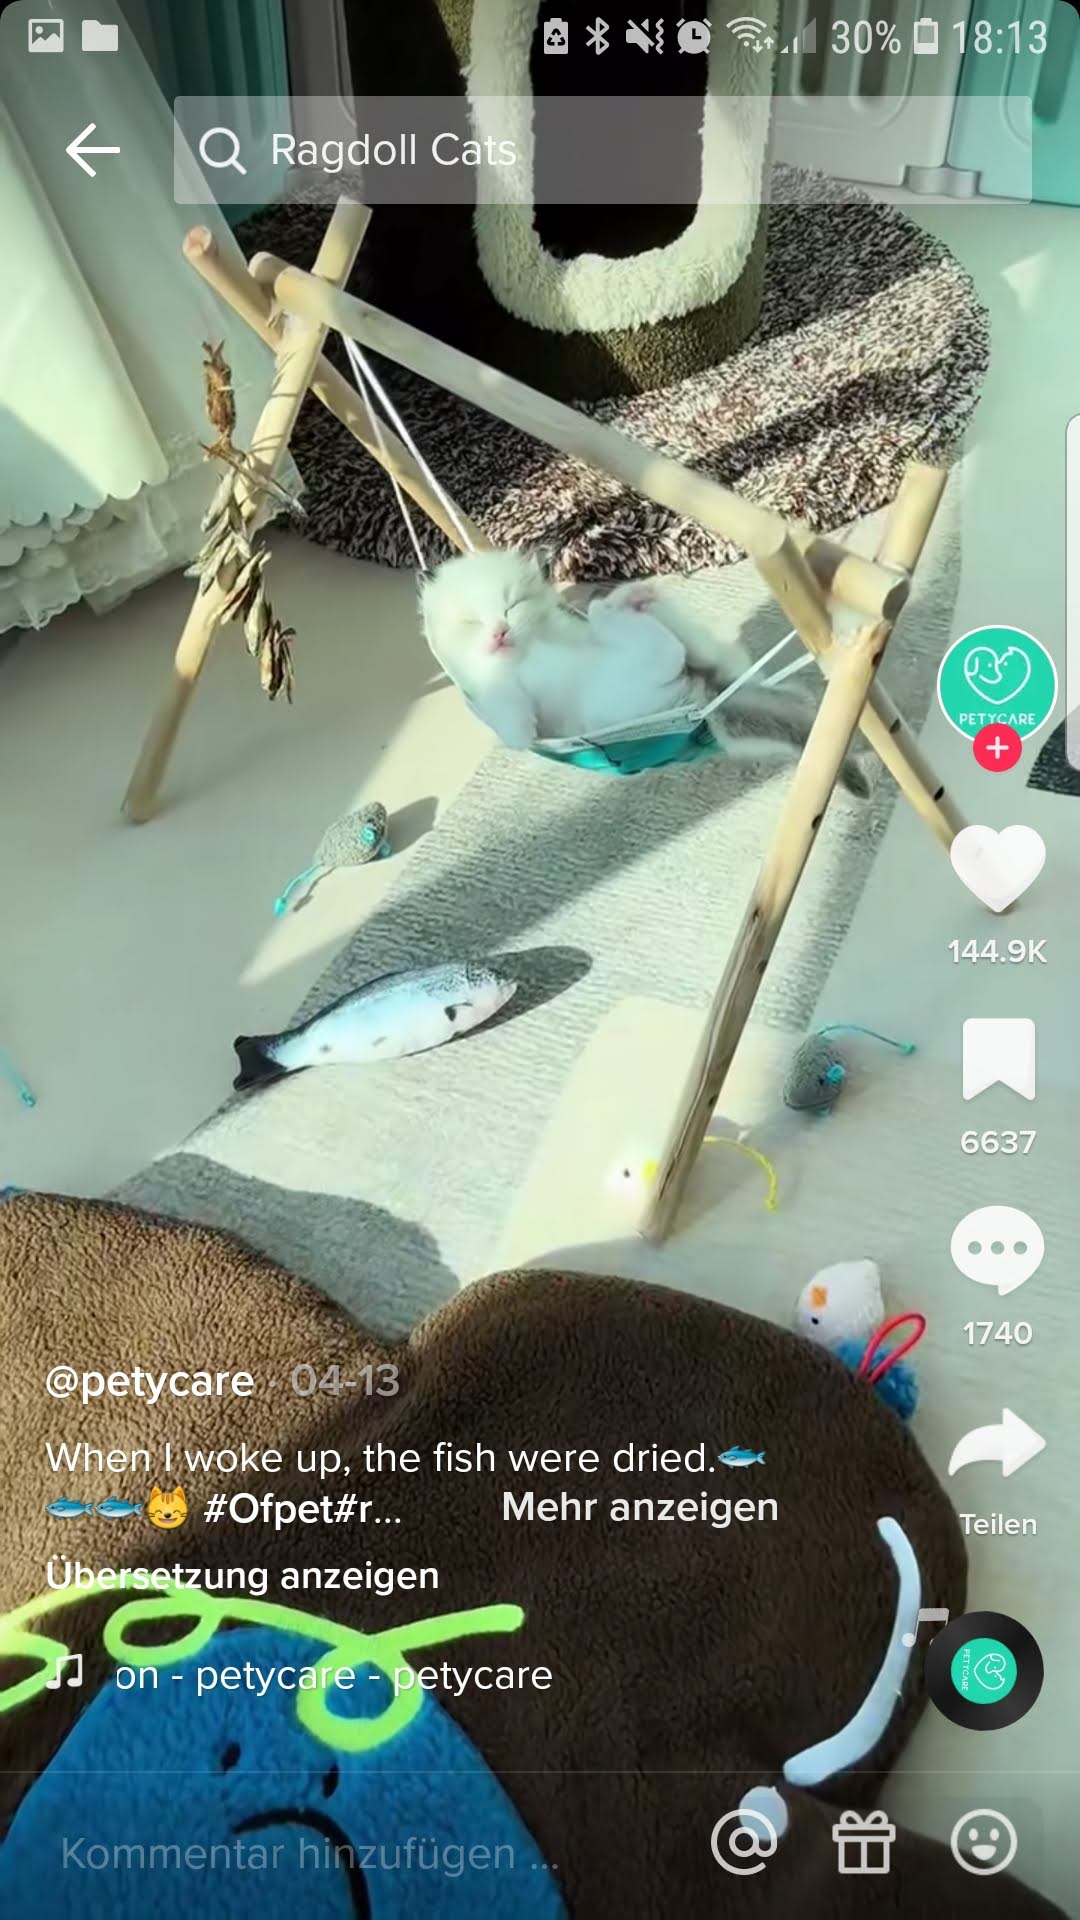 30% 18:13
Ragdoll Cats
PETYCARE
144.9K
6637
1740
@petycare · 04-13
When I woke up, the fish were dried.🐟
🐟🐟😸 #Ofpet#r... Mehr anzeigen
Teilen
Übersetzung anzeigen
on - petycare - petycare
PETYCARE
Kommentar hinzufügen ...